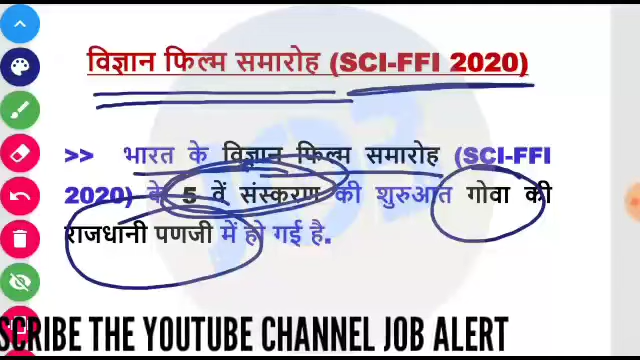 विज्ञान फिल्म समारोह (SCI-FFI 2020)
>> भारत के विज्ञान फिल्म समारोह (SCI-FFI
2020) के 5 वें संस्करण की शुरुआत गोवा की
राजधानी पणजी में हो गई है.
SCRIBE THE YOUTUBE CHANNEL JOB ALERT